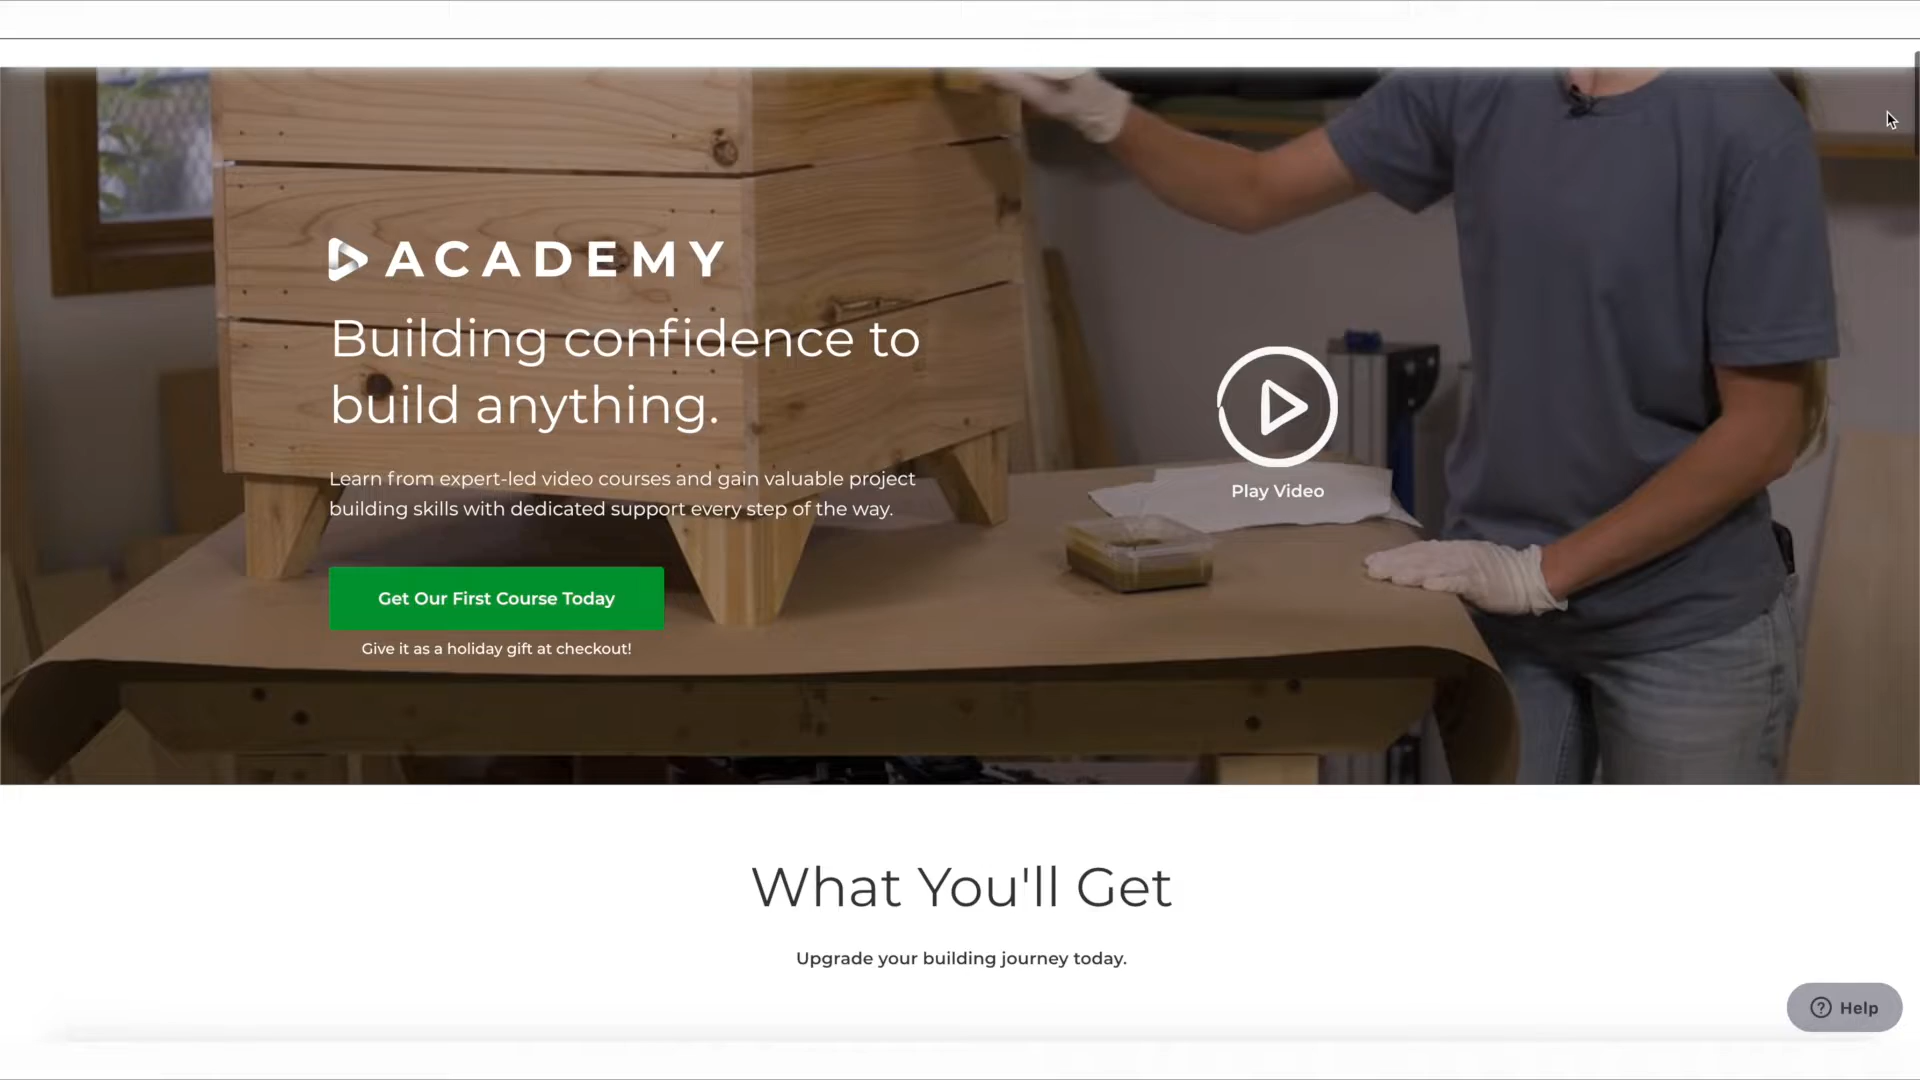 ACADEMY
Building confidence to
build anything.
Learn from expert-led video courses and gain valuable project
building skills with dedicated support every step of the way.
Play Video
Get Our First Course Today
Give it as a holiday gift at checkout!
What You'll Get
Upgrade your building journey today.
? Help